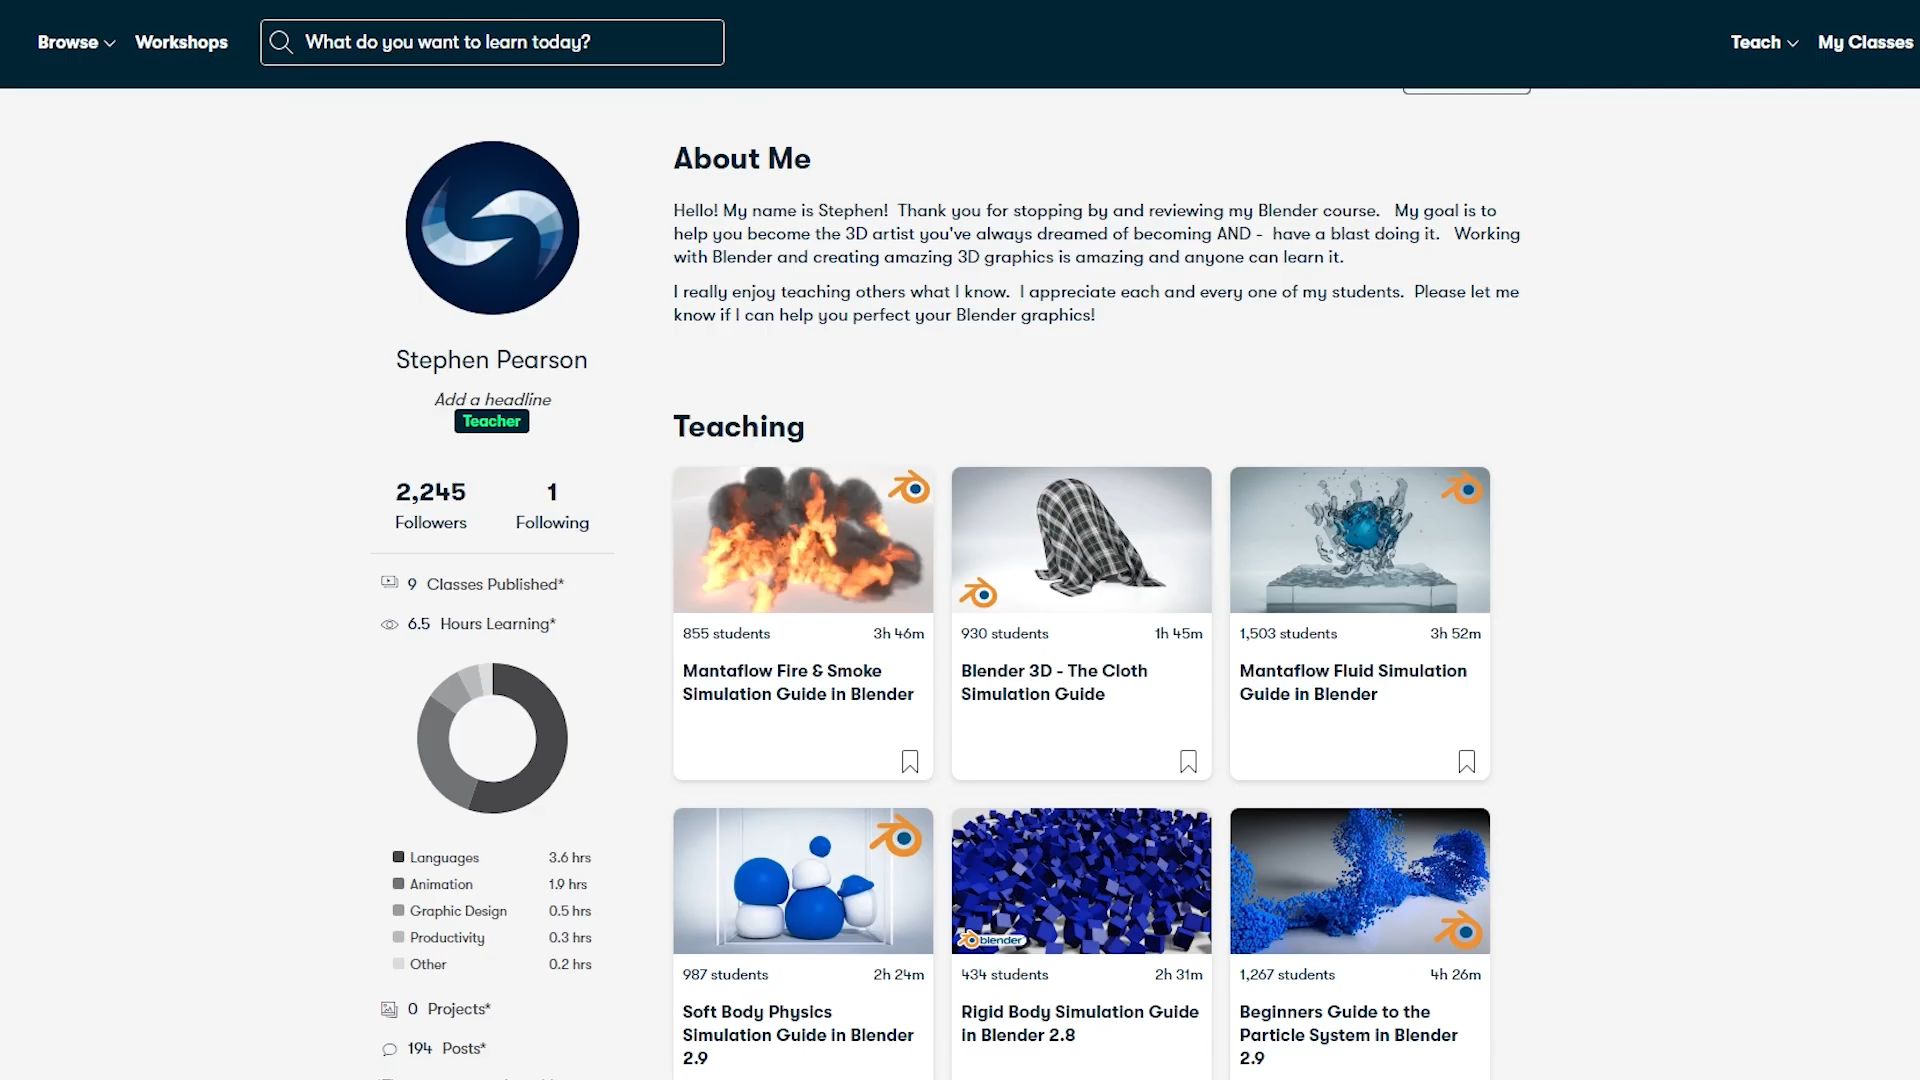 Browse
Workshops
What do you want to learn today?
Teach
My Classes
About Me
Hello! My name is Stephen!  Thank you for stopping by and reviewing my Blender course.   My goal is to
help you become the 3D artist you've always dreamed of becoming AND -  have a blast doing it.   Working
with Blender and creating amazing 3D graphics is amazing and anyone can learn it.
I really enjoy teaching others what I know.  I appreciate each and every one of my students.  Please let me
know if I can help you perfect your Blender graphics!
Stephen Pearson
Add a headline
Teacher
2,245
Followers
1
Following
9 Classes Published*
6.5 Hours Learning*
Languages 3.6 hrs
Animation 1.9 hrs
Graphic Design 0.5 hrs
Productivity 0.3 hrs
Other 0.2 hrs
0 Projects*
194 Posts*
Teaching
855 students 3h 46m
Mantaflow Fire & Smoke
Simulation Guide in Blender
930 students 1h 45m
Blender 3D - The Cloth
Simulation Guide
1,503 students 3h 52m
Mantaflow Fluid Simulation
Guide in Blender
987 students 2h 24m
Soft Body Physics
Simulation Guide in Blender
2.9
blender
434 students 2h 31m
Rigid Body Simulation Guide
in Blender 2.8
1,267 students 4h 26m
Beginners Guide to the
Particle System in Blender
2.9